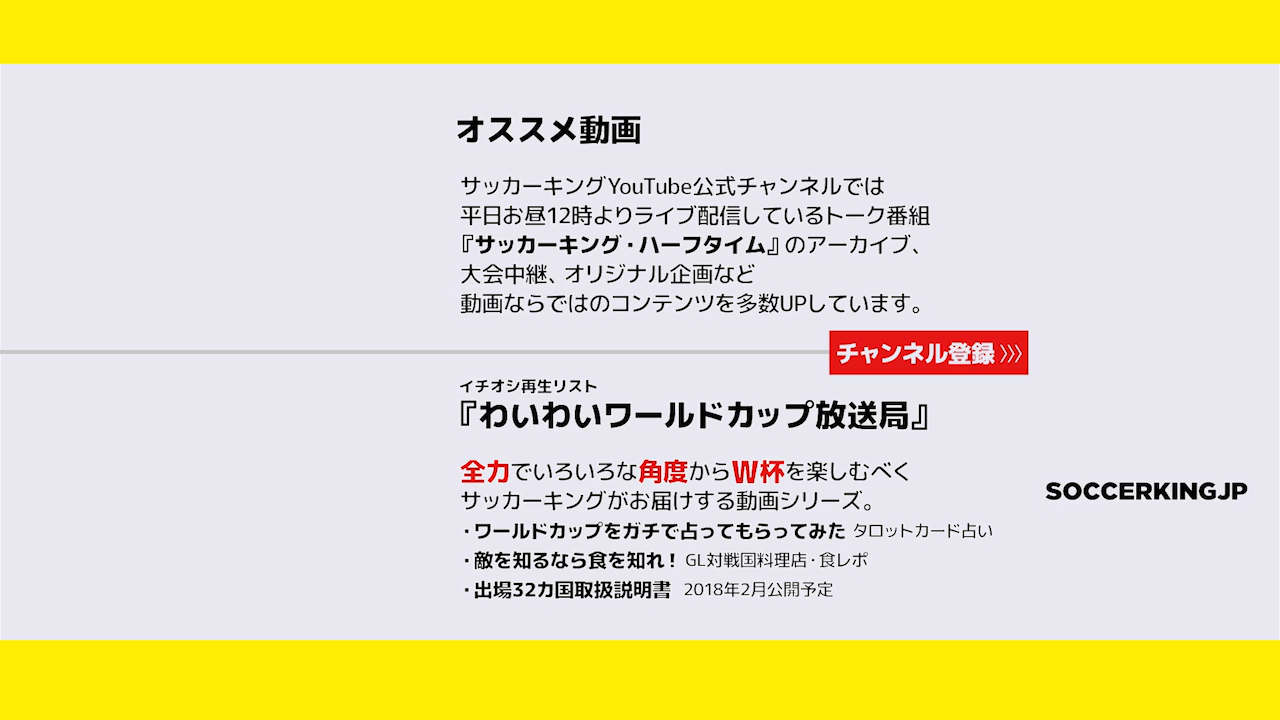 オススメ動画
サッカーキングYouTube公式チャンネルでは
平日お昼12時よりライブ配信しているトーク番組
『サッカーキング・ハーフタイム』のアーカイブ、
大会中継、オリジナル企画など
動画ならではのコンテンツを多数UPしています。
チャンネル登録 》〉
イチオシ再生リスト
『わいわいワールドカップ放送局』
全力でいろいろな角度からW杯を楽しむべく
サッカーキングがお届けする動画シリーズ。
・ワールドカップをガチで占ってもらってみた タロットカード占い
・敵を知るなら食を知れ！ GL対戦国料理店・食レポ
・出場32カ国取扱説明書 2018年2月公開予定
SOCCERKINGJP